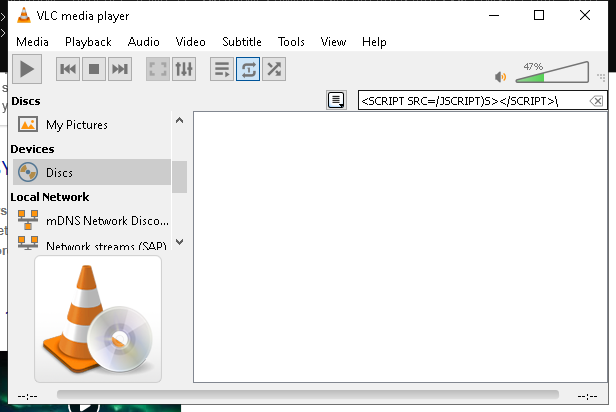 VLC media player
Media Playback Audio Video Subtitle Tools View Help
47%
Discs
<SCRIPT SRC=/JSCRIPT)S></SCRIPT>\
My Pictures
Devices
Discs
Local Network
mDNS Network Disco...
Network streams (SAP)
--:-- --:--